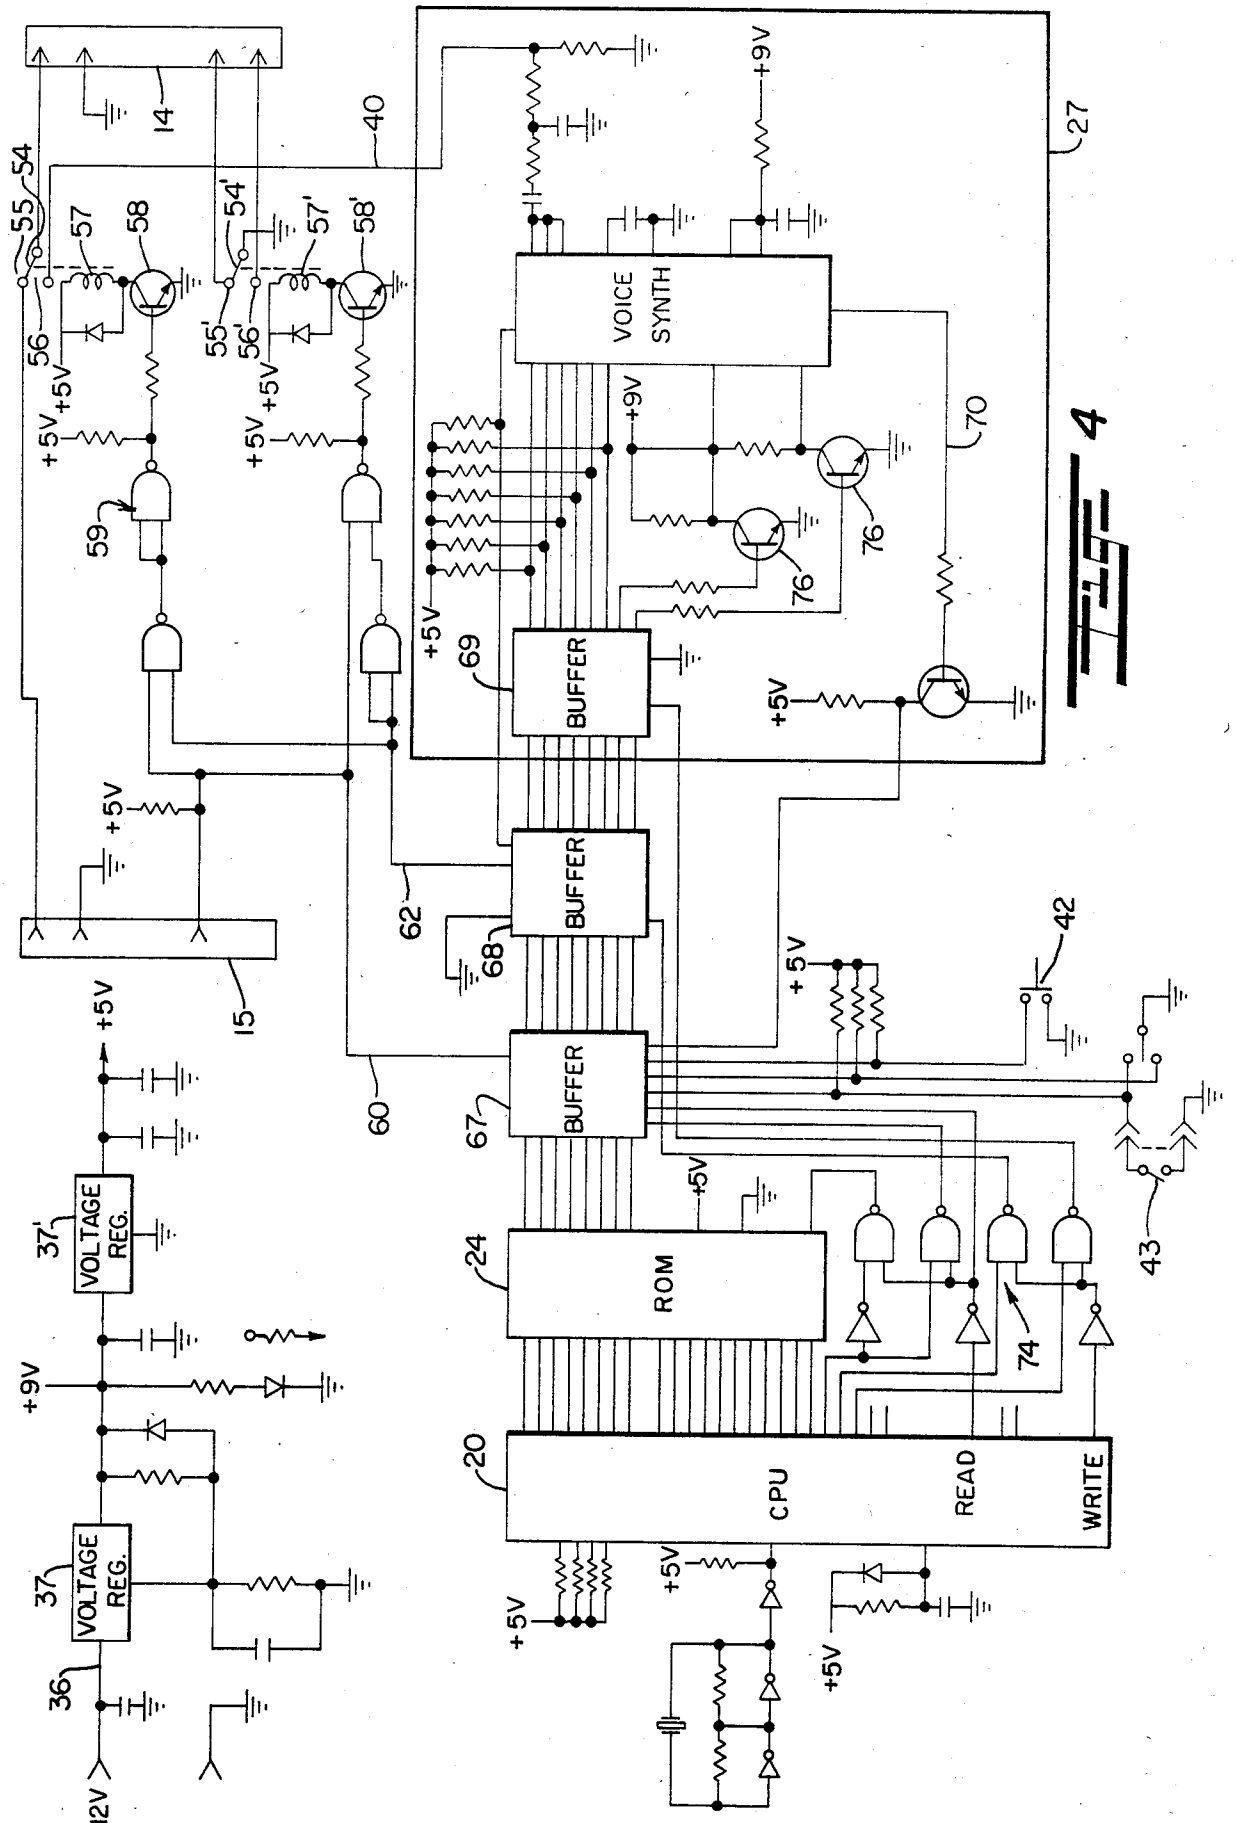 12V
36
37
VOLTAGE
REG.
+9V
37'
VOLTAGE
REG.
+5V
15
+5V
59
+5V
+5V
56
55
54
57
58
14
+5V
+5V
55'
56'
54'
57'
58'
40
60
62
+5V
+5V
+5V
20
CPU
READ
WRITE
24
ROM
+5V
74
67
BUFFER
68
BUFFER
69
BUFFER
+5V
+9V
76
76
VOICE
SYNTH
+9V
70
+5V
27
+5V
42
43
Fig. 4